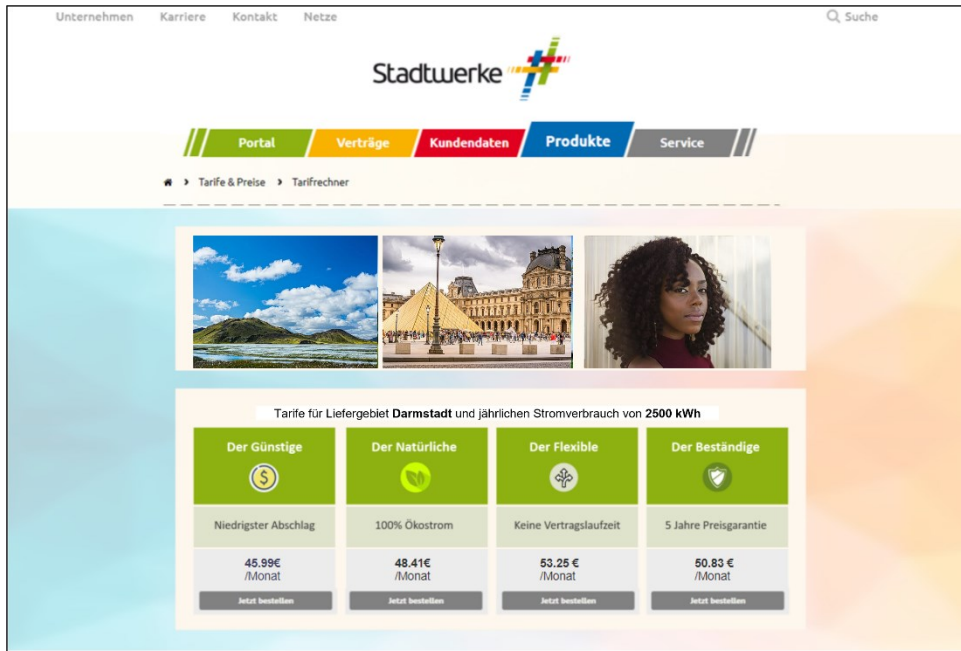 Unternehmen Karriere Kontakt Netze Suche
Stadtwerke
Portal Verträge Kundendaten Produkte Service
Tarife & Preise > Tarifrechner
Tarife für Liefergebiet Darmstadt und jährlichen Stromverbrauch von 2500 kWh
Der Günstige Der Natürliche Der Flexible Der Beständige
$
Niedrigster Abschlag 100% Ökostrom Keine Vertragslaufzeit 5 Jahre Preisgarantie
45.99€ 48.41€ 53.25 € 50.83 €
/Monat /Monat /Monat /Monat
Jetzt bestellen Jetzt bestellen Jetzt bestellen Jetzt bestellen